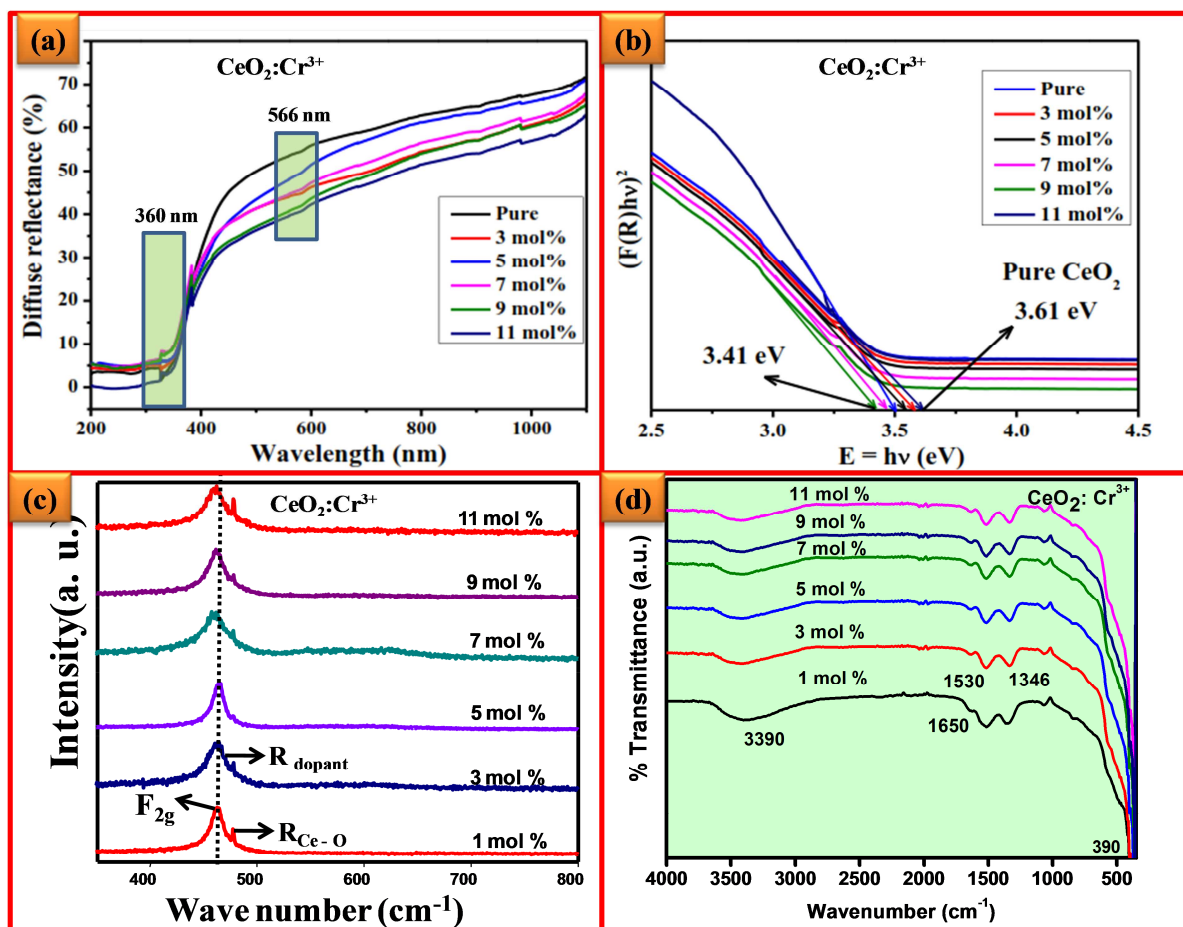 (a)
CeO₂:Cr³⁺
360 nm
566 nm
Pure
3 mol%
5 mol%
7 mol%
9 mol%
11 mol%
Diffuse reflectance (%)
70
60
50
40
30
20
10
0
200 400 600 800 1000
Wavelength (nm)
(b)
CeO₂:Cr³⁺
Pure
3 mol%
5 mol%
7 mol%
9 mol%
11 mol%
(F(R)hν)²
Pure CeO₂
3.61 eV
3.41 eV
2.5 3.0 3.5 4.0 4.5
E = hν (eV)
(c)
CeO₂:Cr³⁺
11 mol %
9 mol %
7 mol %
5 mol %
R dopant
3 mol %
F₂g
R Ce - O
1 mol %
Intensity(a. u.)
400 500 600 700 800
Wave number (cm⁻¹)
(d)
CeO₂: Cr³⁺
11 mol %
9 mol %
7 mol %
5 mol %
3 mol %
1 mol %
1530 1346
1650
3390
390
% Transmittance (a.u.)
4000 3500 3000 2500 2000 1500 1000 500
Wavenumber (cm⁻¹)